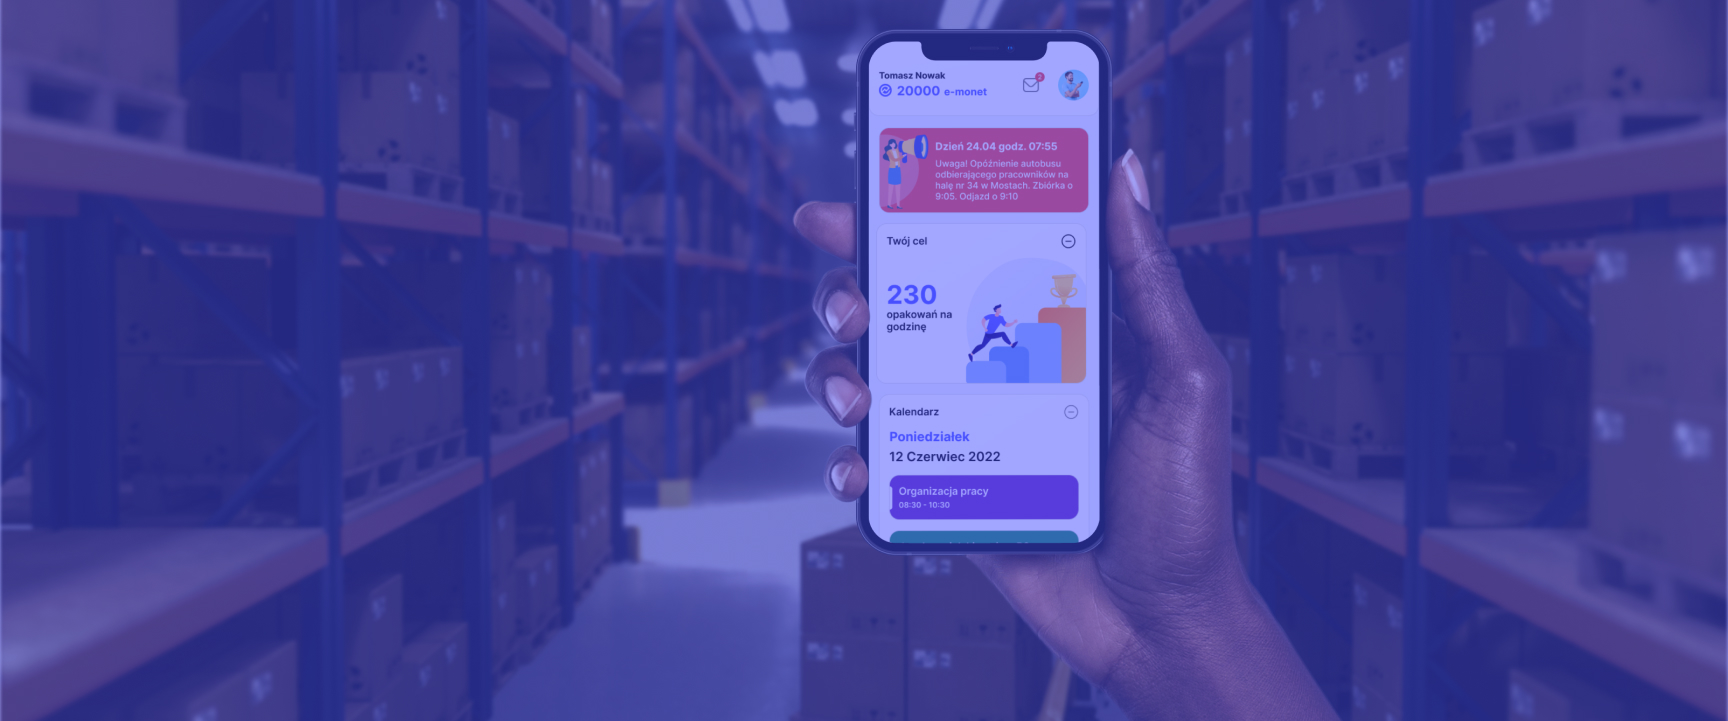 Tomasz Nowak
20000 e-monet
2
Dzień 24.04 godz. 07:55
Uwaga! Opóźnienie autobusu
odbierającego pracowników na
halę nr 34 w Mostach. Zbiórka o
9:05. Odjazd o 9:10
Twój cel
230
opakowań na
godzinę
Kalendarz
Poniedziałek
12 Czerwiec 2022
Organizacja pracy
08:30 - 10:30